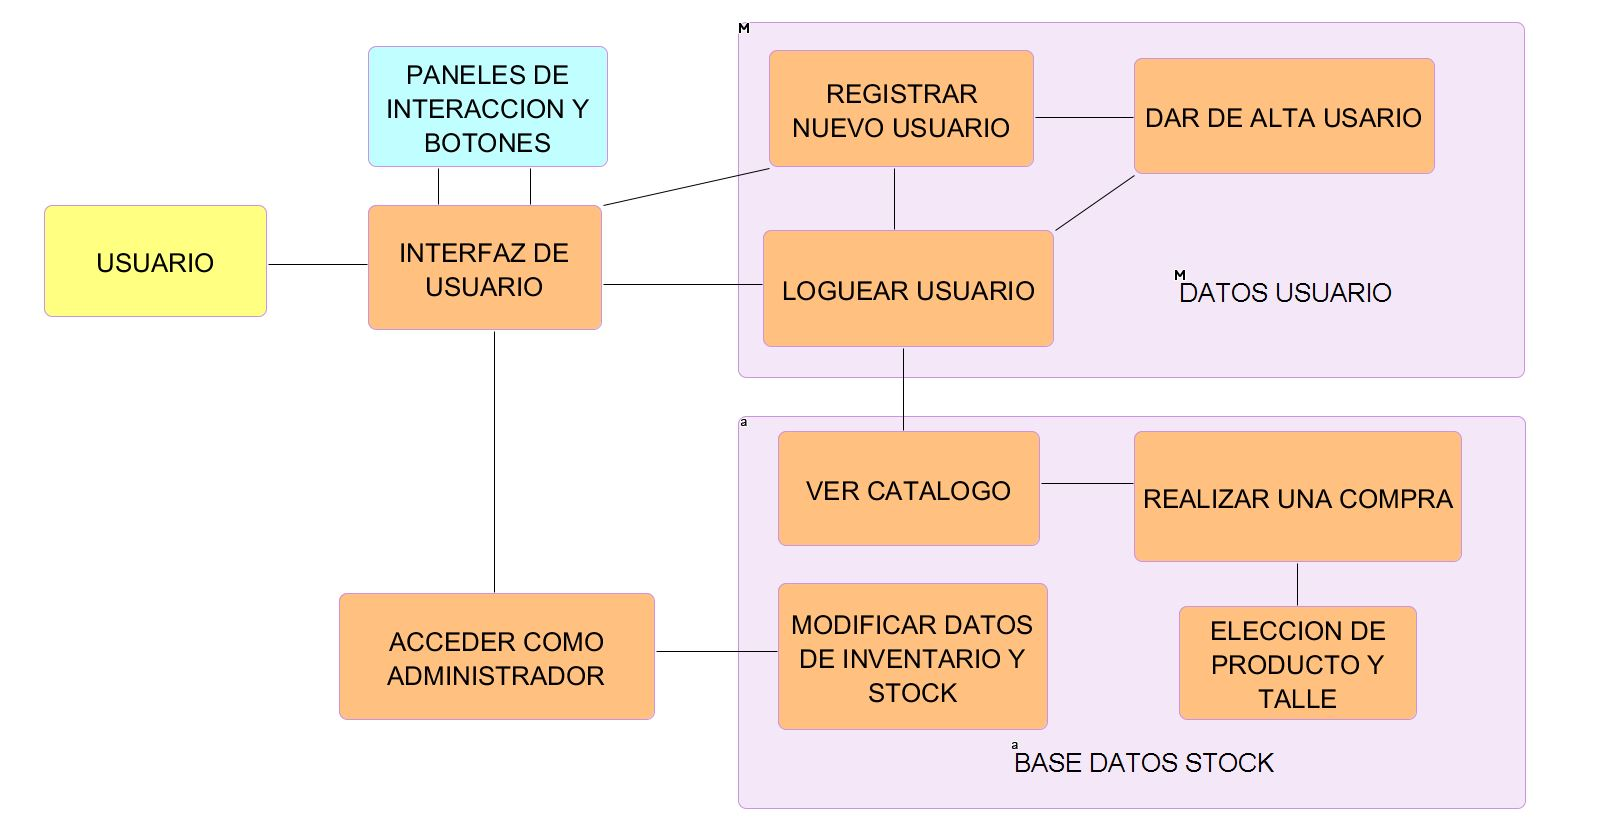 M
PANELES DE
INTERACCION Y
BOTONES
REGISTRAR
NUEVO USUARIO
DAR DE ALTA USARIO
USUARIO
INTERFAZ DE
USUARIO
LOGUEAR USUARIO
M
DATOS USUARIO
a
VER CATALOGO
REALIZAR UNA COMPRA
ACCEDER COMO
ADMINISTRADOR
MODIFICAR DATOS
DE INVENTARIO Y
STOCK
ELECCION DE
PRODUCTO Y
TALLE
a
BASE DATOS STOCK